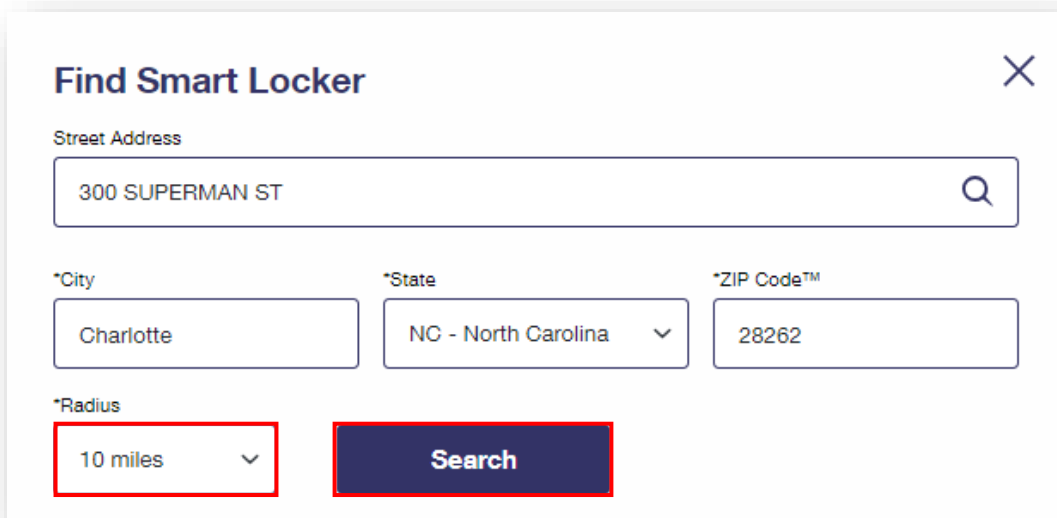 Find Smart Locker
Street Address
300 SUPERMAN ST
*City
*State
*ZIP Code™
Charlotte
NC - North Carolina
28262
*Radius
10 miles
Search